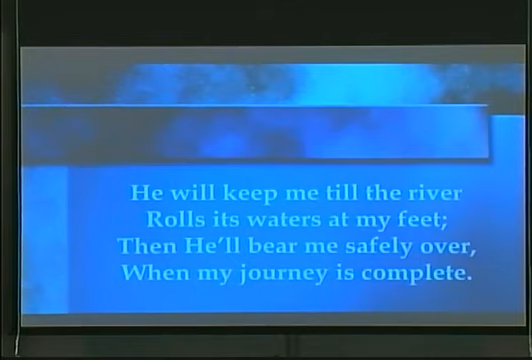 He will keep me till the river
Rolls its waters at my feet;
Then He'll bear me safely over,
When my journey is complete.